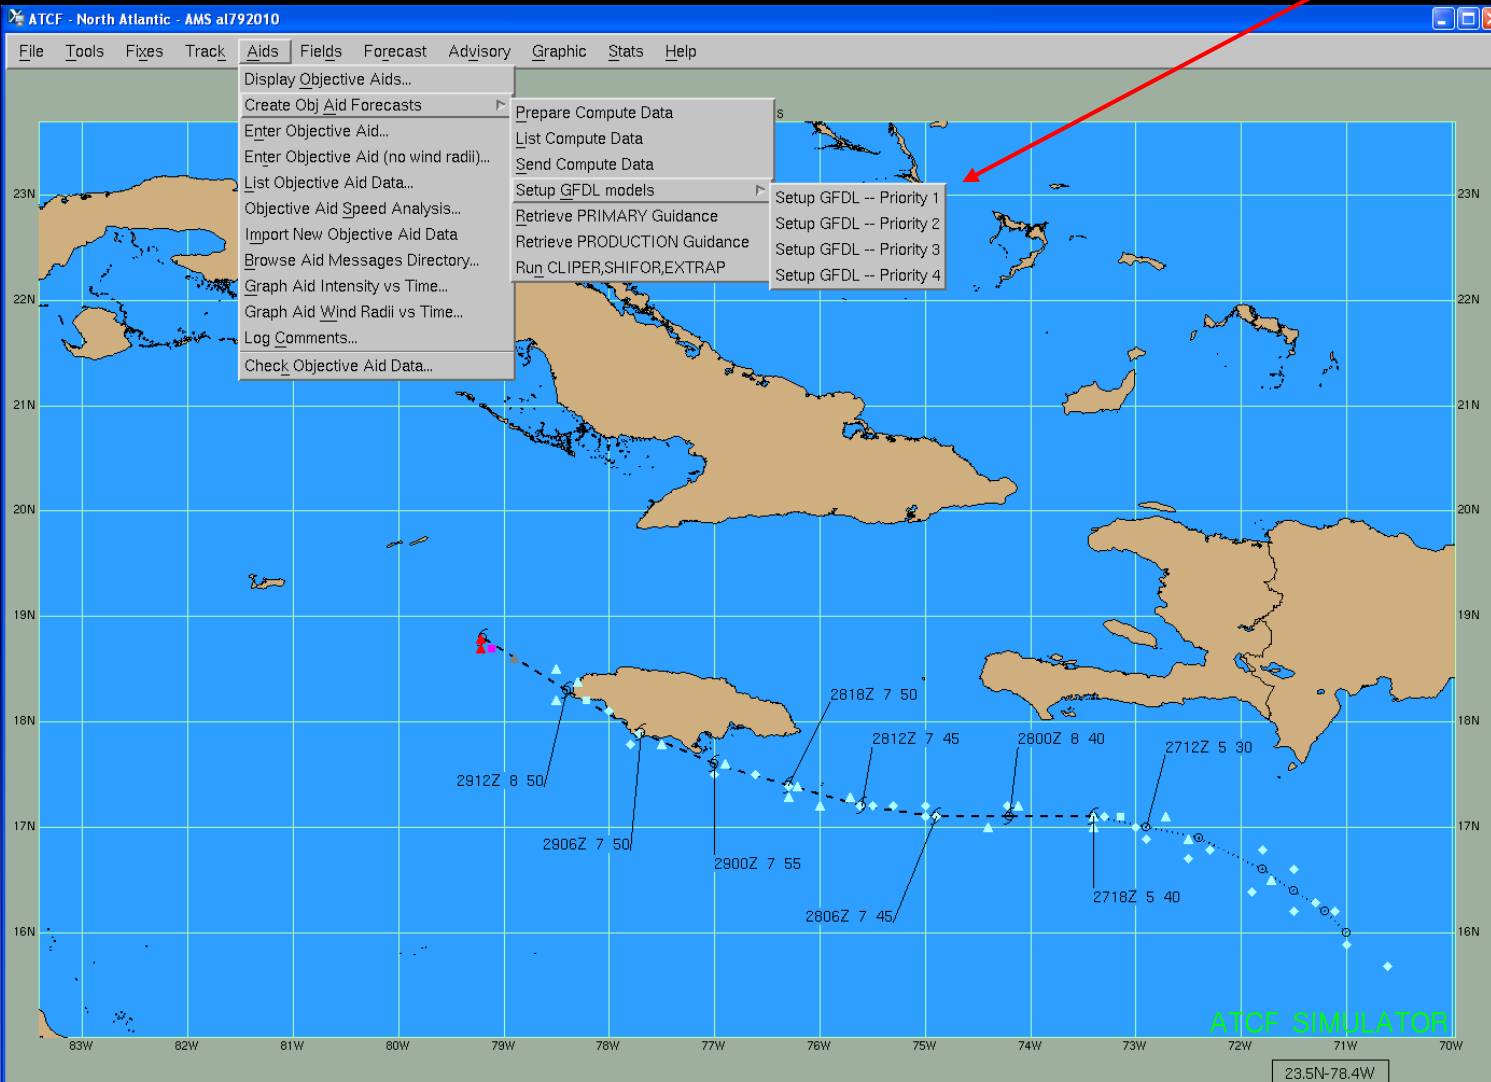 ATCF - North Atlantic - AMS al792010
File Tools Fixes Track Aids Fields Forecast Advisory Graphic Stats Help
Display Objective Aids...
Create Obj Aid Forecasts
Enter Objective Aid...
Enter Objective Aid (no wind radii)...
List Objective Aid Data...
Objective Aid Speed Analysis...
Import New Objective Aid Data
Browse Aid Messages Directory...
Graph Aid Intensity vs Time...
Graph Aid Wind Radii vs Time...
Log Comments...
Check Objective Aid Data...
Prepare Compute Data
List Compute Data
Send Compute Data
Setup GFDL models
Retrieve PRIMARY Guidance
Retrieve PRODUCTION Guidance
Run CLIPER,SHIFOR,EXTRAP
Setup GFDL -- Priority 1
Setup GFDL -- Priority 2
Setup GFDL -- Priority 3
Setup GFDL -- Priority 4
s
23N 23N
22N 22N
21N 21N
20N 20N
19N 19N
18N 18N
17N 17N
16N 16N
2818Z 7 50
2812Z 7 45
2800Z 8 40
2712Z 5 30
2912Z 8 50
2906Z 7 50
2900Z 7 55
2718Z 5 40
2806Z 7 45
ATCF SIMULATOR
83W 82W 81W 80W 79W 78W 77W 76W 75W 74W 73W 72W 71W 70W
23.5N-78.4W